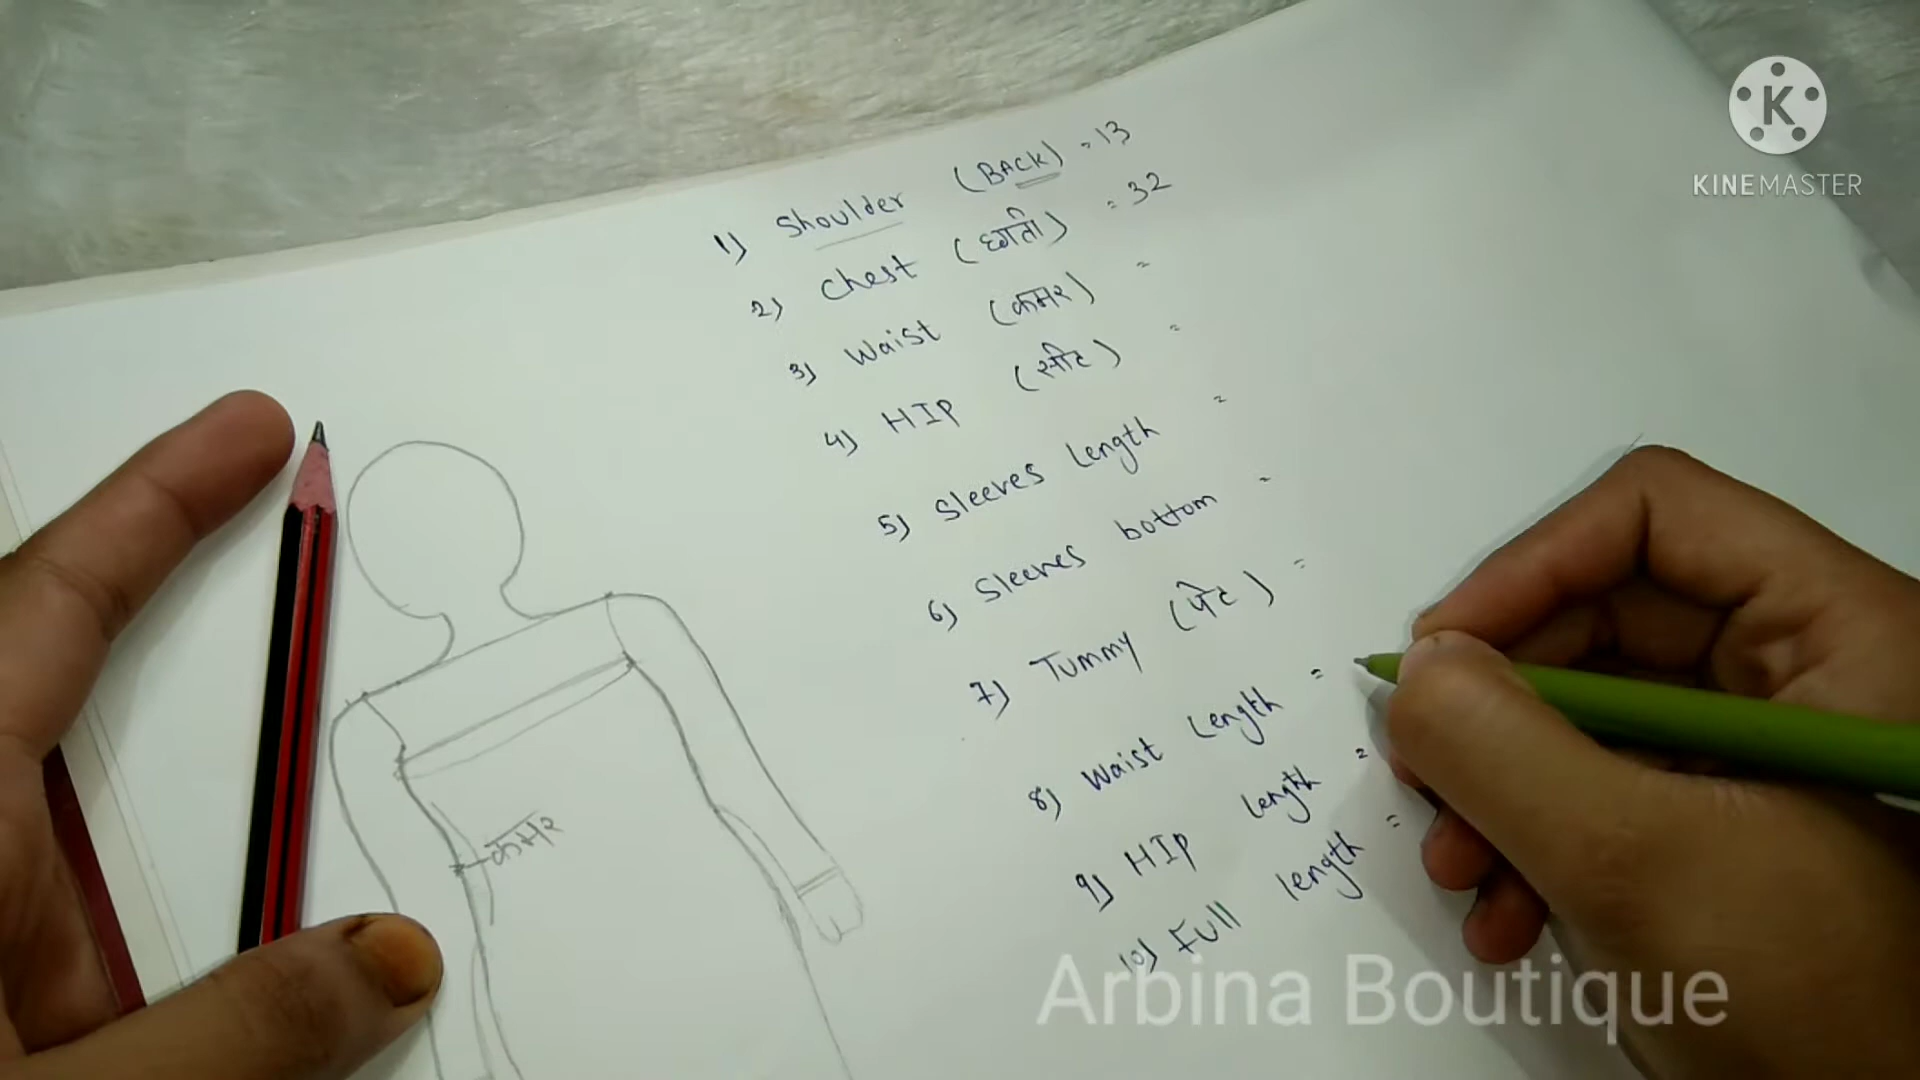 K
KINEMASTER
1) Shoulder (BACK) = 13
2) Chest (छाती) = 32
3) Waist (कमर) =
4) HIP (सीट) =
5) Sleeves Length =
6) Sleeves bottom =
7) Tummy (पेट) =
8) Waist Length =
9) HIP Length =
10) Full length =
कमर
Arbina Boutique